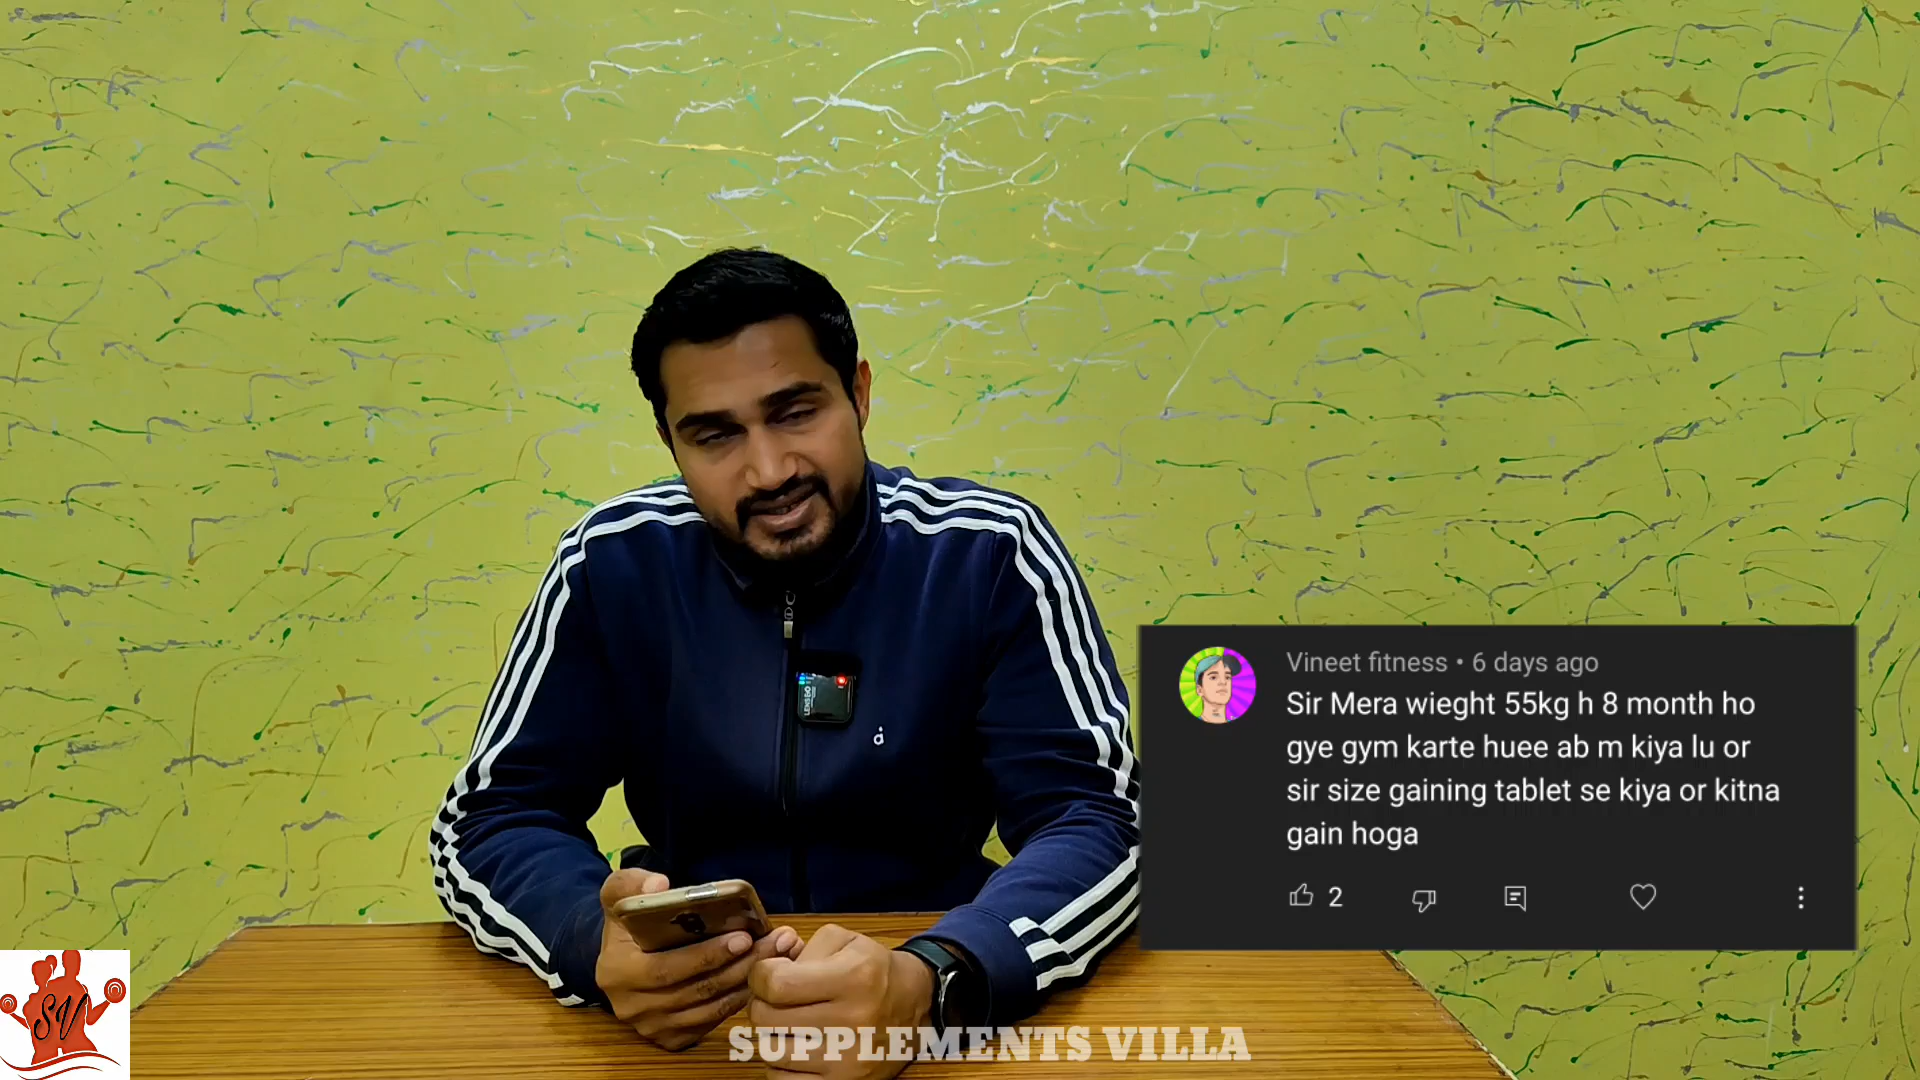 Vineet fitness • 6 days ago
Sir Mera wieght 55kg h 8 month ho
gye gym karte huee ab m kiya lu or
sir size gaining tablet se kiya or kitna
gain hoga
2
SV
SUPPLEMENTS VILLA